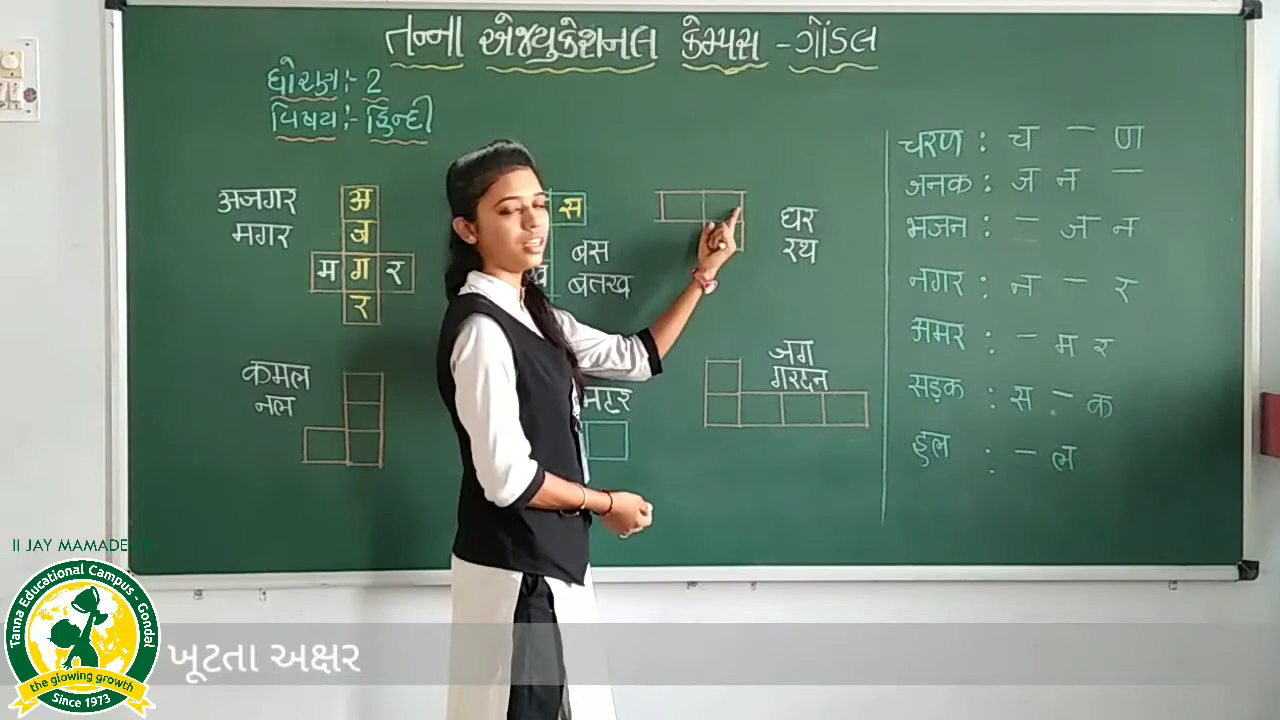 તન્ના એજ્યુકેશનલ કેમ્પસ - ગોંડલ
ધોરણ :- 2
વિષય :- હિન્દી
अजगर
मगर
अ
ज
म ग र
र
स
बस
बतख
घर
रथ
कमल
नल
मटर
जग
गरदन
चरण : च – ण
जनक : ज न –
भजन : – ज न
नगर : न – र
अमर : – म र
सड़क : स – क
हल : – ल
II JAY MAMADE
Tanna Educational Campus - Gondal
the glowing growth
Since 1973
ખૂટતા અક્ષર